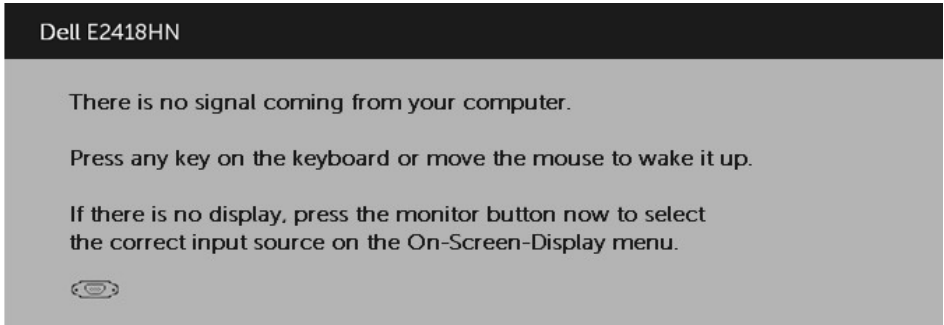 Dell E2418HN
There is no signal coming from your computer.
Press any key on the keyboard or move the mouse to wake it up.
If there is no display, press the monitor button now to select
the correct input source on the On-Screen-Display menu.